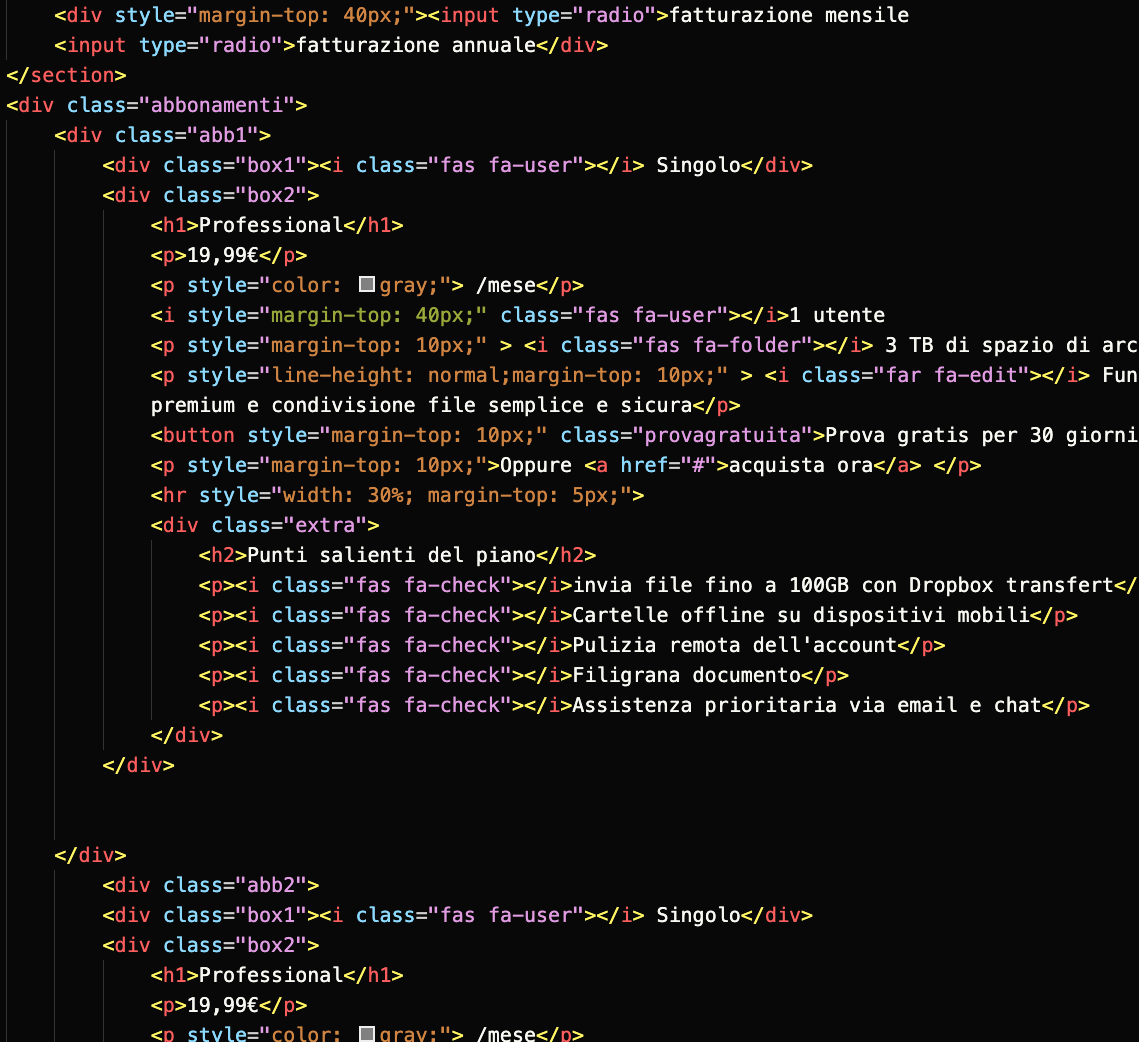 <div style="margin-top: 40px;"><input type="radio">fatturazione mensile
<input type="radio">fatturazione annuale</div>
</section>
<div class="abbonamenti">
<div class="abb1">
<div class="box1"><i class="fas fa-user"></i> Singolo</div>
<div class="box2">
<h1>Professional</h1>
<p>19,99€</p>
<p style="color: gray;"> /mese</p>
<i style="margin-top: 40px;" class="fas fa-user"></i>1 utente
<p style="margin-top: 10px;" > <i class="fas fa-folder"></i> 3 TB di spazio di arc
<p style="line-height: normal;margin-top: 10px;" > <i class="far fa-edit"></i> Fun
premium e condivisione file semplice e sicura</p>
<button style="margin-top: 10px;" class="provagratuita">Prova gratis per 30 giorni
<p style="margin-top: 10px;">Oppure <a href="#">acquista ora</a> </p>
<hr style="width: 30%; margin-top: 5px;">
<div class="extra">
<h2>Punti salienti del piano</h2>
<p><i class="fas fa-check"></i>invia file fino a 100GB con Dropbox transfert</
<p><i class="fas fa-check"></i>Cartelle offline su dispositivi mobili</p>
<p><i class="fas fa-check"></i>Pulizia remota dell'account</p>
<p><i class="fas fa-check"></i>Filigrana documento</p>
<p><i class="fas fa-check"></i>Assistenza prioritaria via email e chat</p>
</div>
</div>
</div>
<div class="abb2">
<div class="box1"><i class="fas fa-user"></i> Singolo</div>
<div class="box2">
<h1>Professional</h1>
<p>19,99€</p>
<p style="color: gray;"> /mese</p>